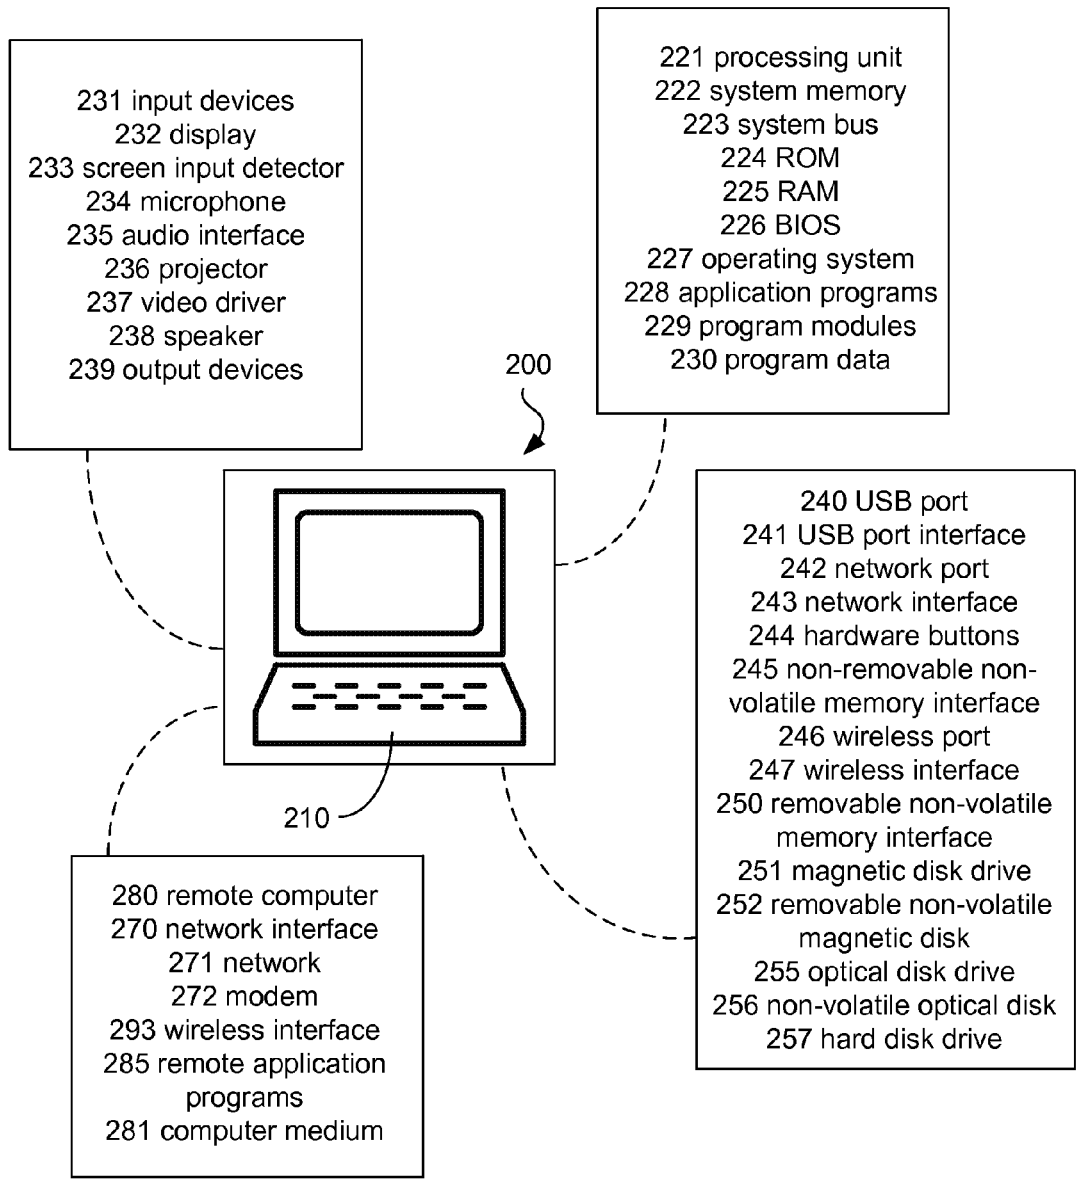 231 input devices
232 display
233 screen input detector
234 microphone
235 audio interface
236 projector
237 video driver
238 speaker
239 output devices
221 processing unit
222 system memory
223 system bus
224 ROM
225 RAM
226 BIOS
227 operating system
228 application programs
229 program modules
230 program data
200
210
240 USB port
241 USB port interface
242 network port
243 network interface
244 hardware buttons
245 non-removable non-
volatile memory interface
246 wireless port
247 wireless interface
250 removable non-volatile
memory interface
251 magnetic disk drive
252 removable non-volatile
magnetic disk
255 optical disk drive
256 non-volatile optical disk
257 hard disk drive
280 remote computer
270 network interface
271 network
272 modem
293 wireless interface
285 remote application
programs
281 computer medium